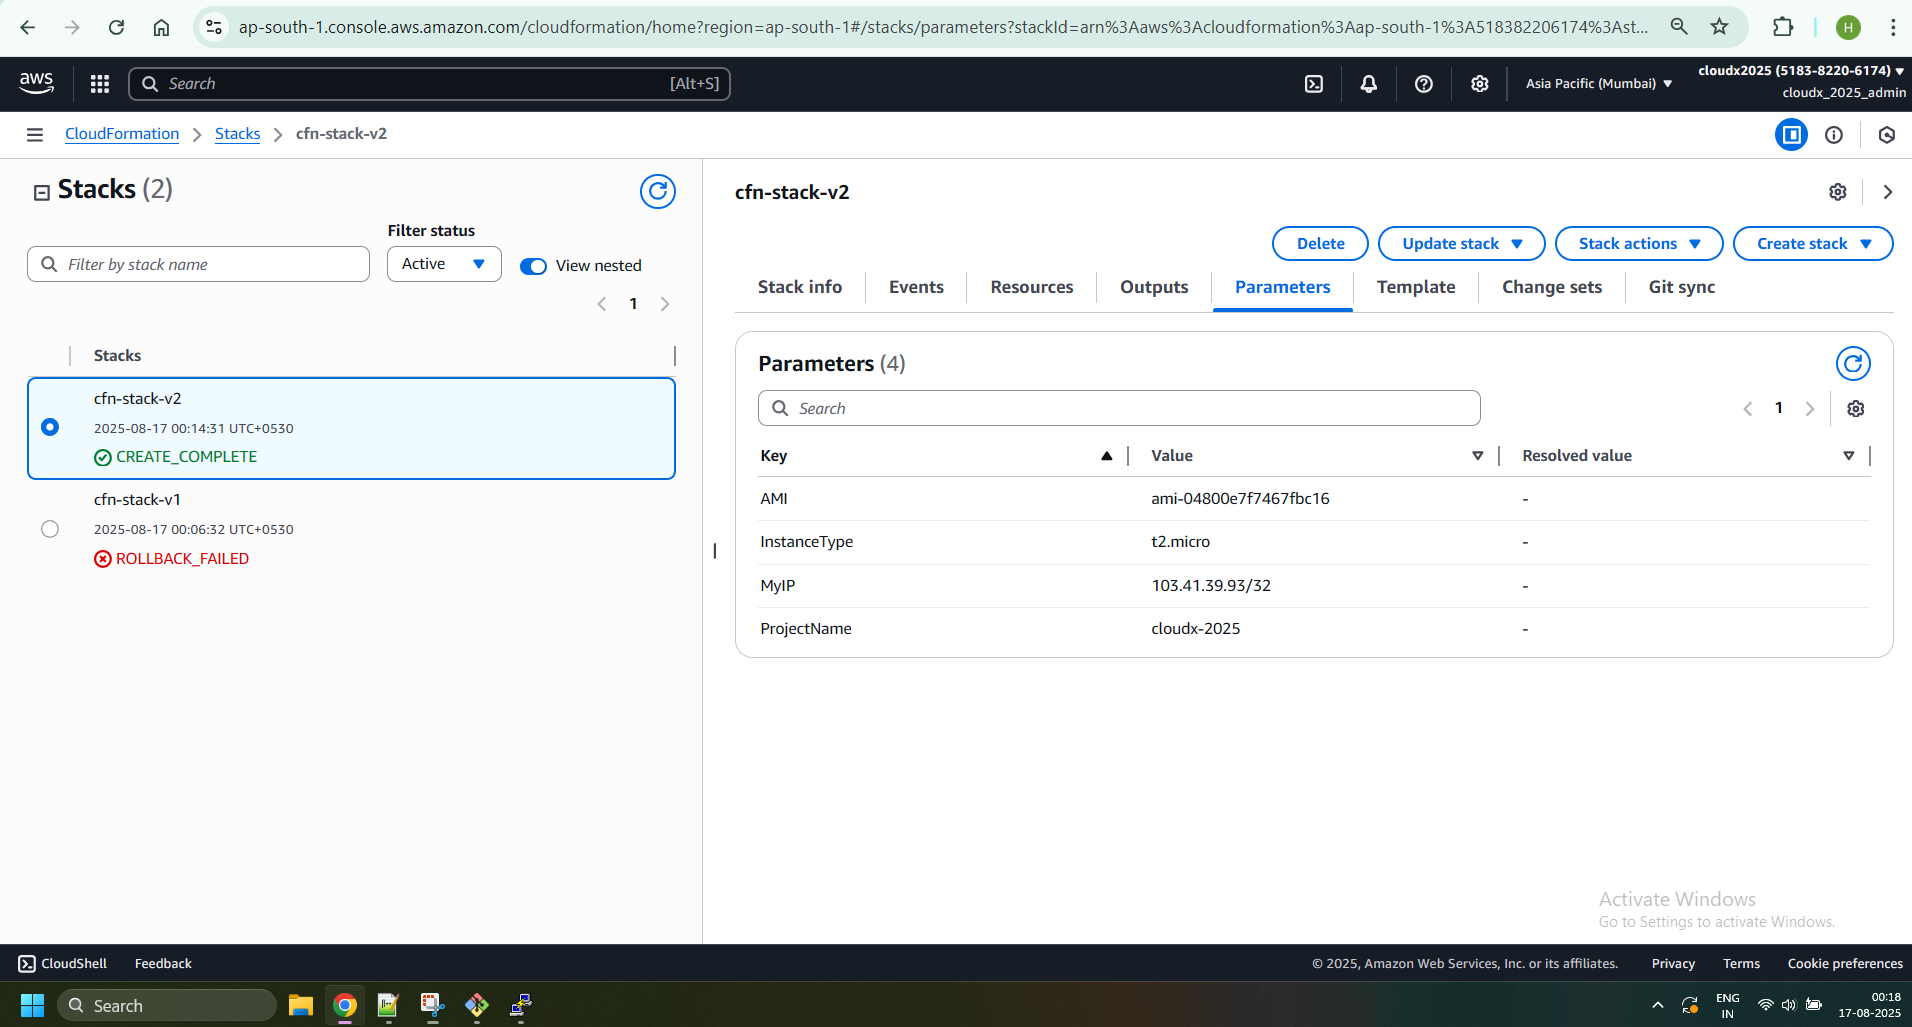 ap-south-1.console.aws.amazon.com/cloudformation/home?region=ap-south-1#/stacks/parameters?stackId=arn%3Aaws%3Acloudformation%3Aap-south-1%3A518382206174%3Ast...
H
aws
Search [Alt+S]
Asia Pacific (Mumbai)
cloudx2025 (5183-8220-6174)
cloudx_2025_admin
CloudFormation Stacks cfn-stack-v2
Stacks (2)
Filter status
Filter by stack name
Active
View nested
1
Stacks
cfn-stack-v2
2025-08-17 00:14:31 UTC+0530
CREATE_COMPLETE
cfn-stack-v1
2025-08-17 00:06:32 UTC+0530
ROLLBACK_FAILED
cfn-stack-v2
Delete Update stack Stack actions Create stack
Stack info Events Resources Outputs Parameters Template Change sets Git sync
Parameters (4)
Search
1
Key Value Resolved value
AMI ami-04800e7f7467fbc16 -
InstanceType t2.micro -
MyIP 103.41.39.93/32 -
ProjectName cloudx-2025 -
Activate Windows
Go to Settings to activate Windows.
CloudShell Feedback © 2025, Amazon Web Services, Inc. or its affiliates. Privacy Terms Cookie preferences
Search
ENG
IN
00:18
17-08-2025